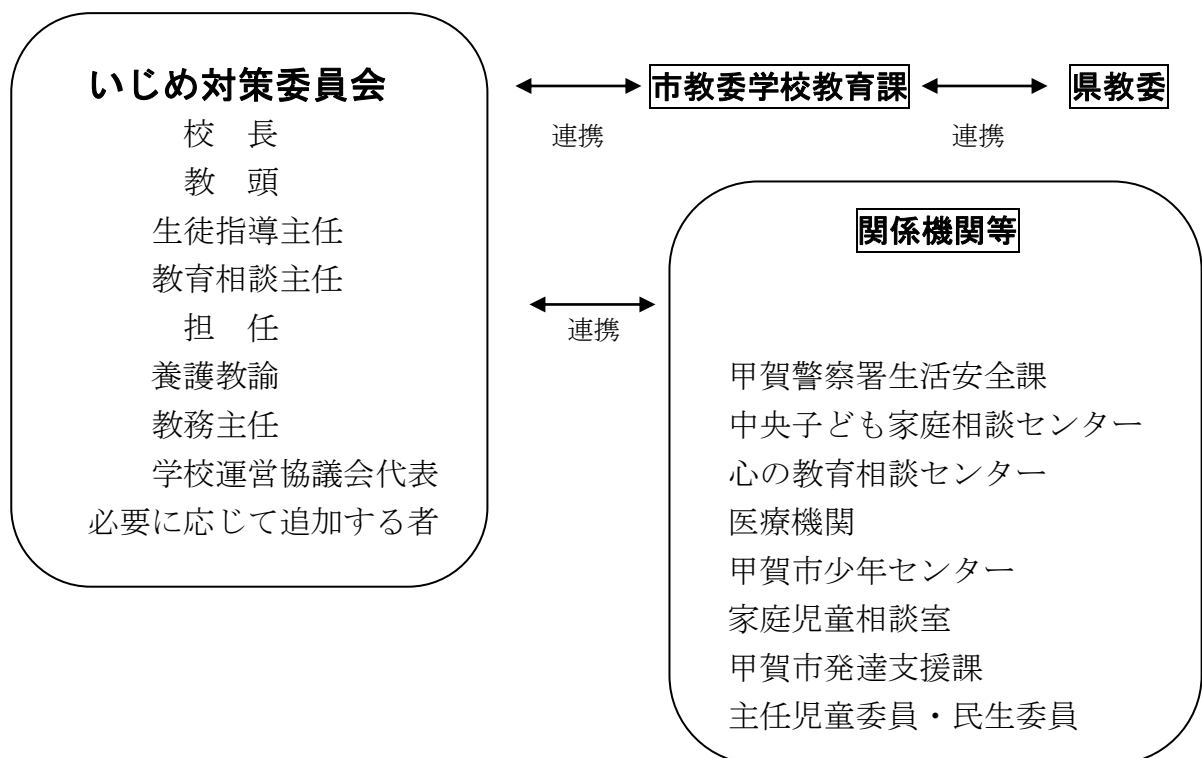 いじめ対策委員会
校　長
教　頭
生徒指導主任
教育相談主任
担　任
養護教諭
教務主任
学校運営協議会代表
必要に応じて追加する者
市教委学校教育課
県教委
連携
連携
連携
関係機関等
甲賀警察署生活安全課
中央子ども家庭相談センター
心の教育相談センター
医療機関
甲賀市少年センター
家庭児童相談室
甲賀市発達支援課
主任児童委員・民生委員